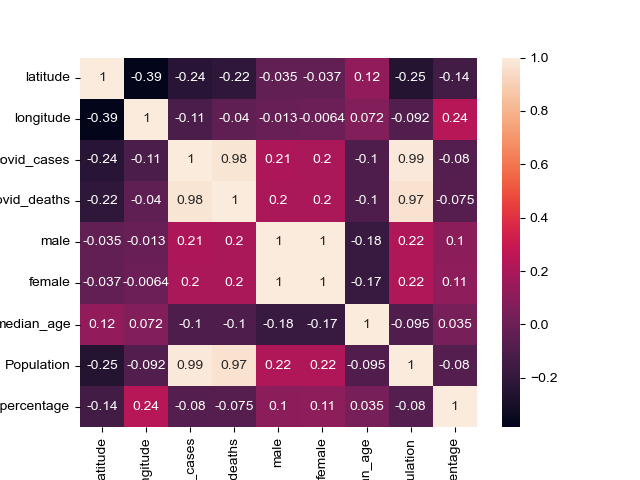 latitude 1 -0.39 -0.24 -0.22 -0.035 -0.037 0.12 -0.25 -0.14
longitude -0.39 1 -0.11 -0.04 -0.013 -0.0064 0.072 -0.092 0.24
ovid_cases -0.24 -0.11 1 0.98 0.21 0.2 -0.1 0.99 -0.08
ovid_deaths -0.22 -0.04 0.98 1 0.2 0.2 -0.1 0.97 -0.075
male -0.035 -0.013 0.21 0.2 1 1 -0.18 0.22 0.1
female -0.037 -0.0064 0.2 0.2 1 1 -0.17 0.22 0.11
median_age 0.12 0.072 -0.1 -0.1 -0.18 -0.17 1 -0.095 0.035
Population -0.25 -0.092 0.99 0.97 0.22 0.22 -0.095 1 -0.08
percentage -0.14 0.24 -0.08 -0.075 0.1 0.11 0.035 -0.08 1
atitude
ngitude
_cases
deaths
male
female
an_age
ulation
entage
1.0
0.8
0.6
0.4
0.2
0.0
−0.2